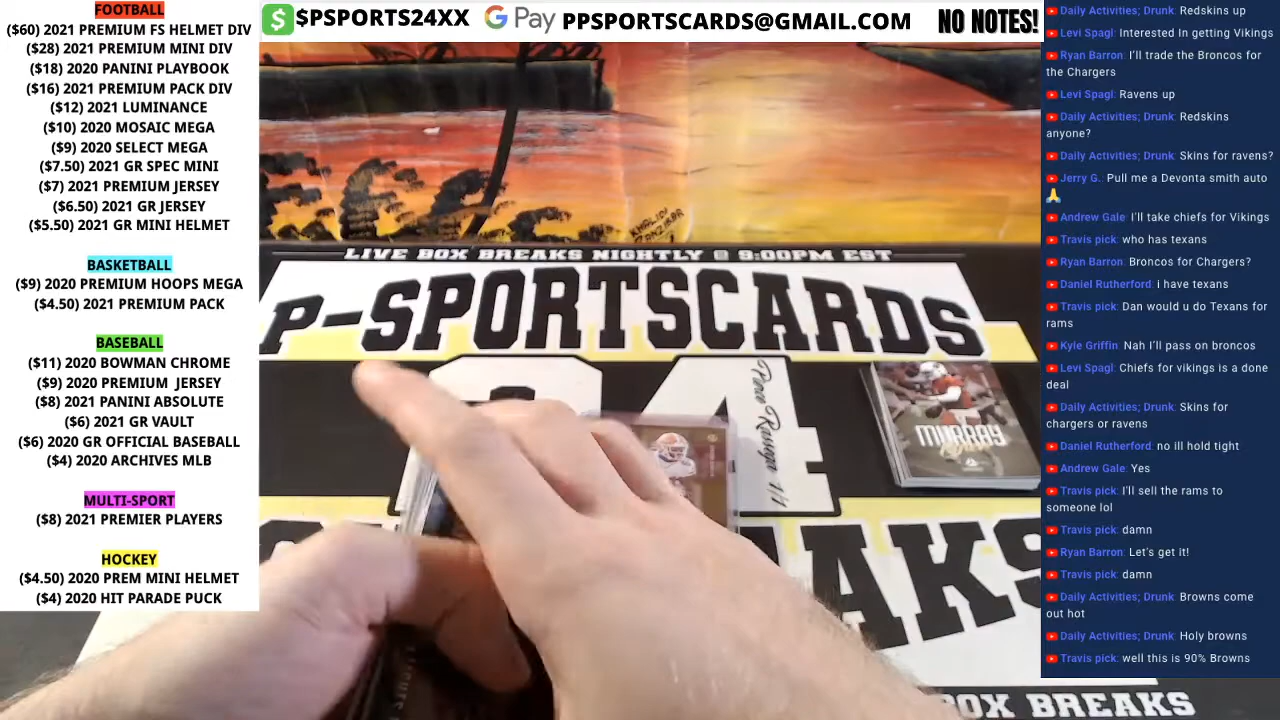 FOOTBALL
($60) 2021 PREMIUM FS HELMET DIV
($28) 2021 PREMIUM MINI DIV
($18) 2020 PANINI PLAYBOOK
($16) 2021 PREMIUM PACK DIV
($12) 2021 LUMINANCE
($10) 2020 MOSAIC MEGA
($9) 2020 SELECT MEGA
($7.50) 2021 GR SPEC MINI
($7) 2021 PREMIUM JERSEY
($6.50) 2021 GR JERSEY
($5.50) 2021 GR MINI HELMET
BASKETBALL
($9) 2020 PREMIUM HOOPS MEGA
($4.50) 2021 PREMIUM PACK
BASEBALL
($11) 2020 BOWMAN CHROME
($9) 2020 PREMIUM JERSEY
($8) 2021 PANINI ABSOLUTE
($6) 2021 GR VAULT
($6) 2020 GR OFFICIAL BASEBALL
($4) 2020 ARCHIVES MLB
MULTI-SPORT
($8) 2021 PREMIER PLAYERS
HOCKEY
($4.50) 2020 PREM MINI HELMET
($4) 2020 HIT PARADE PUCK
$PSPORTS24XX G Pay PPSPORTSCARDS@GMAIL.COM NO NOTES!
LIVE BOX BREAKS NIGHTLY @ 9:00PM EST
P-SPORTSCARDS
24
MURRAY
AKS
BOX BREAKS
Daily Activities; Drunk: Redskins up
Levi Spagl: Interested In getting Vikings
Ryan Barron: I'll trade the Broncos for
the Chargers
Levi Spagl: Ravens up
Daily Activities; Drunk: Redskins
anyone?
Daily Activities; Drunk: Skins for ravens?
Jerry G.: Pull me a Devonta smith auto
🙏
Andrew Gale: I'll take chiefs for Vikings
Travis pick: who has texans
Ryan Barron: Broncos for Chargers?
Daniel Rutherford: i have texans
Travis pick: Dan would u do Texans for
rams
Kyle Griffin: Nah I'll pass on broncos
Levi Spagl: Chiefs for vikings is a done
deal
Daily Activities; Drunk: Skins for
chargers or ravens
Daniel Rutherford: no ill hold tight
Andrew Gale: Yes
Travis pick: I'll sell the rams to
someone lol
Travis pick: damn
Ryan Barron: Let's get it!
Travis pick: damn
Daily Activities; Drunk: Browns come
out hot
Daily Activities; Drunk: Holy browns
Travis pick: well this is 90% Browns